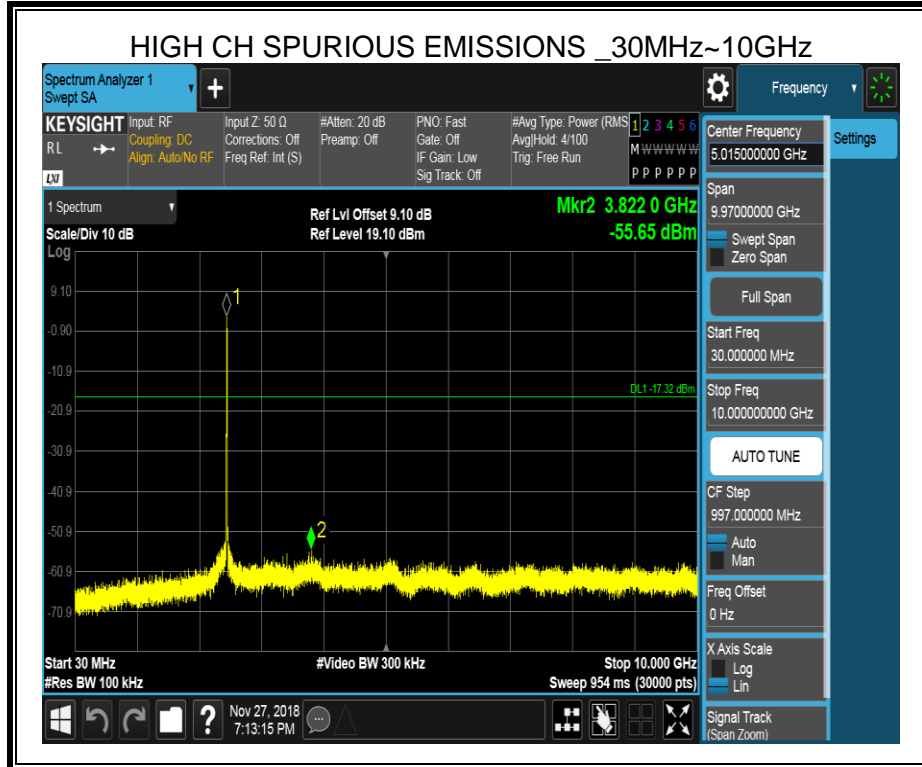 HIGH CH SPURIOUS EMISSIONS _30MHz~10GHz
Spectrum Analyzer 1
Swept SA
+
Frequency
KEYSIGHT
RL
LXI
Input: RF
Coupling: DC
Align: Auto/No RF
Input Z: 50 Ω
Corrections: Off
Freq Ref: Int (S)
#Atten: 20 dB
Preamp: Off
PNO: Fast
Gate: Off
IF Gain: Low
Sig Track: Off
#Avg Type: Power (RMS
Avg|Hold: 4/100
Trig: Free Run
1 2 3 4 5 6
M W W W W W
P P P P P P
Center Frequency
5.015000000 GHz
Settings
Span
9.97000000 GHz
Swept Span
Zero Span
Full Span
Start Freq
30.000000 MHz
Stop Freq
10.000000000 GHz
AUTO TUNE
CF Step
997.000000 MHz
Auto
Man
Freq Offset
0 Hz
X Axis Scale
Log
Lin
Signal Track
(Span Zoom)
1 Spectrum
Scale/Div 10 dB
Ref Lvl Offset 9.10 dB
Ref Level 19.10 dBm
Mkr2 3.822 0 GHz
-55.65 dBm
Log
9.10
-0.90
-10.9
-20.9
-30.9
-40.9
-50.9
-60.9
-70.9
1
DL1 -17.32 dBm
2
Start 30 MHz
#Res BW 100 kHz
#Video BW 300 kHz
Stop 10.000 GHz
Sweep 954 ms (30000 pts)
?
Nov 27, 2018
7:13:15 PM